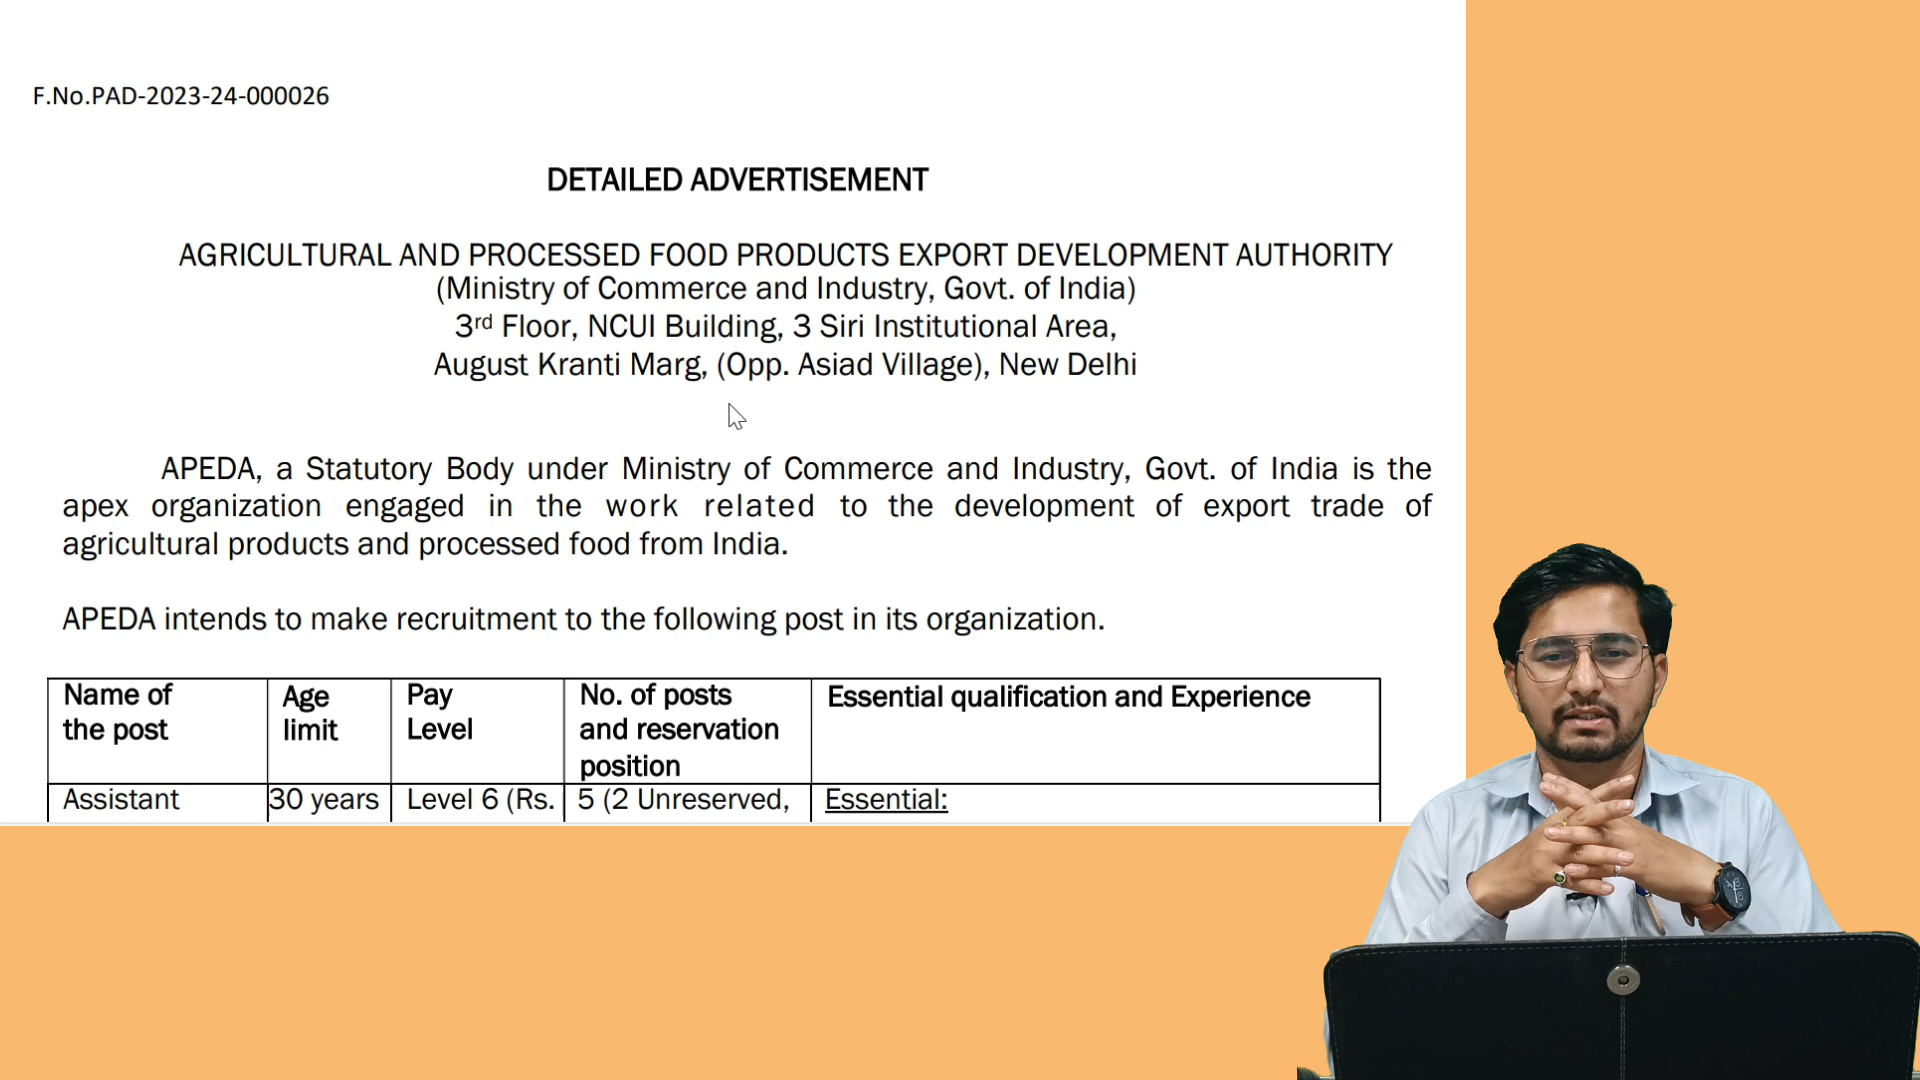 F.No.PAD-2023-24-000026
DETAILED ADVERTISEMENT
AGRICULTURAL AND PROCESSED FOOD PRODUCTS EXPORT DEVELOPMENT AUTHORITY
(Ministry of Commerce and Industry, Govt. of India)
3rd Floor, NCUI Building, 3 Siri Institutional Area,
August Kranti Marg, (Opp. Asiad Village), New Delhi
APEDA, a Statutory Body under Ministry of Commerce and Industry, Govt. of India is the
apex organization engaged in the work related to the development of export trade of
agricultural products and processed food from India.
APEDA intends to make recruitment to the following post in its organization.
Name of
the post
Age
limit
Pay
Level
No. of posts
and reservation
position
Essential qualification and Experience
Assistant
30 years
Level 6 (Rs.
5 (2 Unreserved,
Essential: